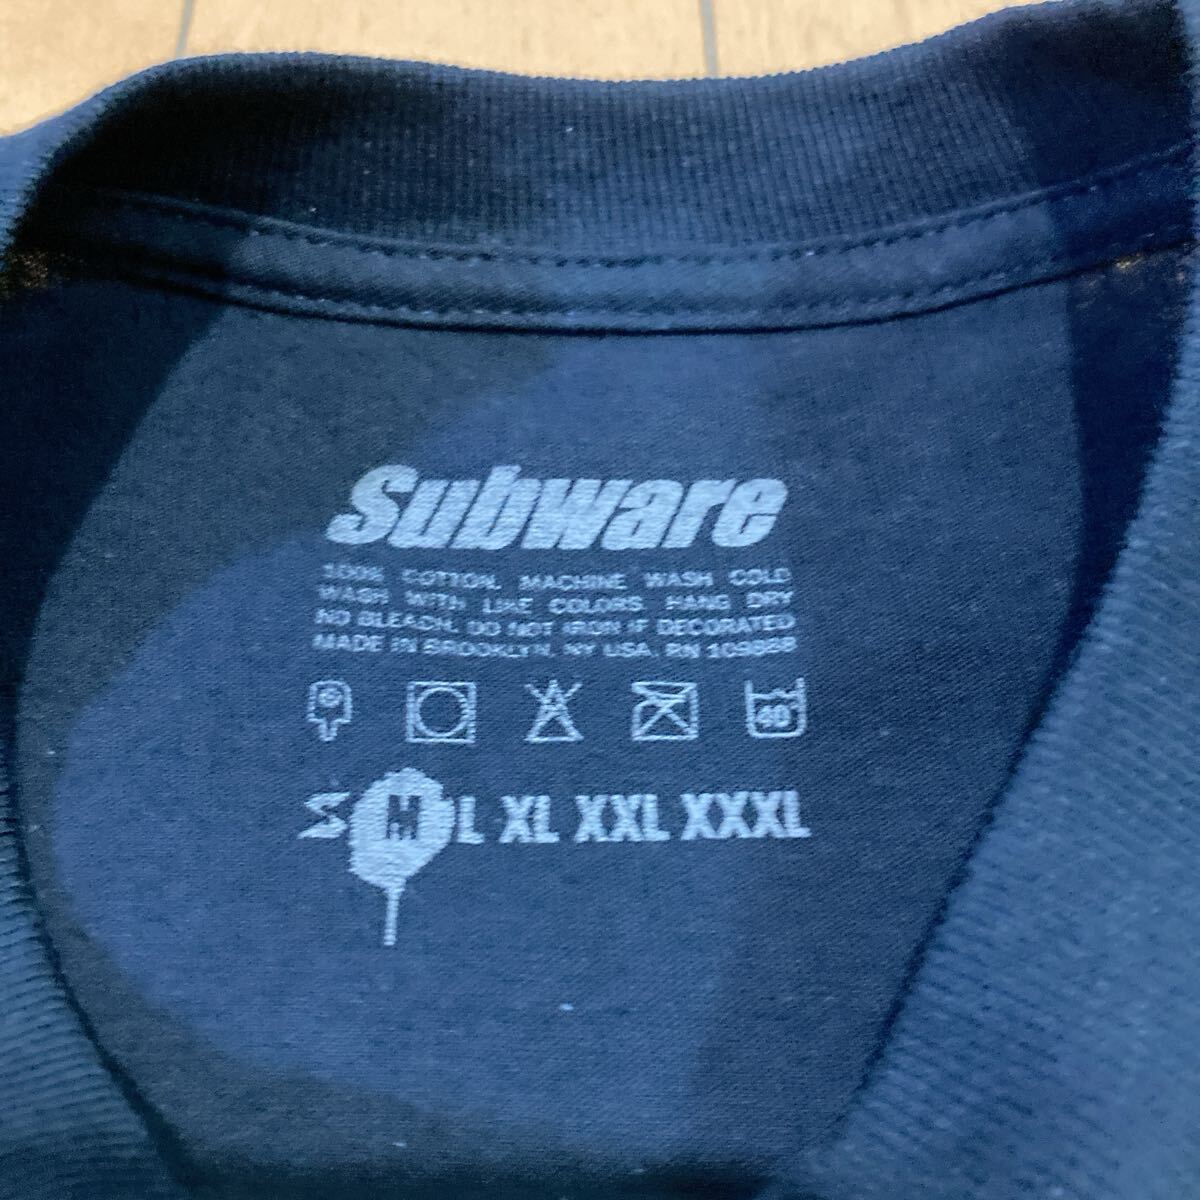 Subware
100% COTTON. MACHINE WASH COLD
WASH WITH LIKE COLORS. HANG DRY
NO BLEACH. DO NOT IRON IF DECORATED
MADE IN BROOKLYN, NY USA. RN 109868
40°
S M L XL XXL XXXL